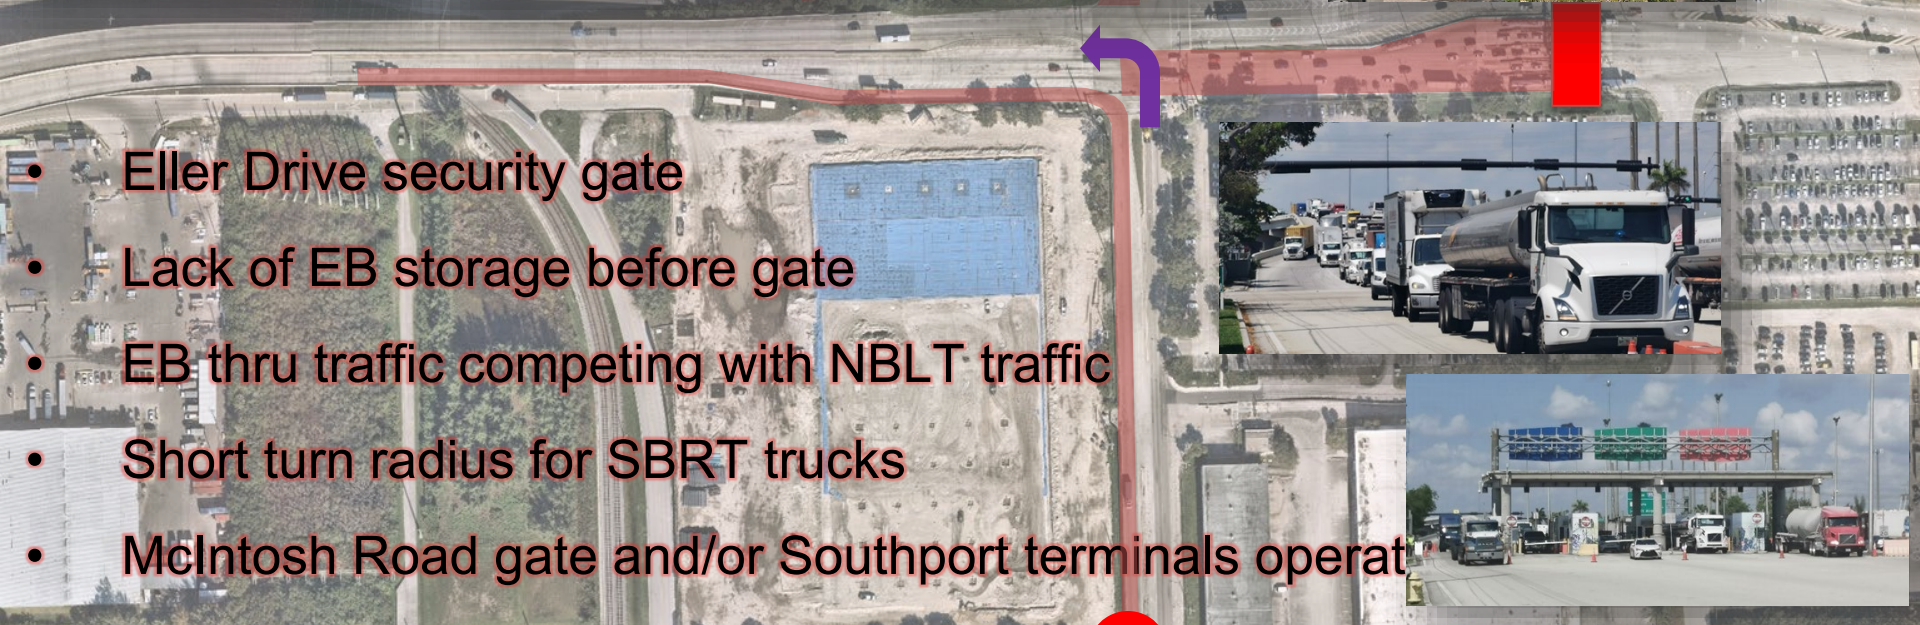 • Eller Drive security gate
• Lack of EB storage before gate
• EB thru traffic competing with NBLT traffic
• Short turn radius for SBRT trucks
• McIntosh Road gate and/or Southport terminals operat